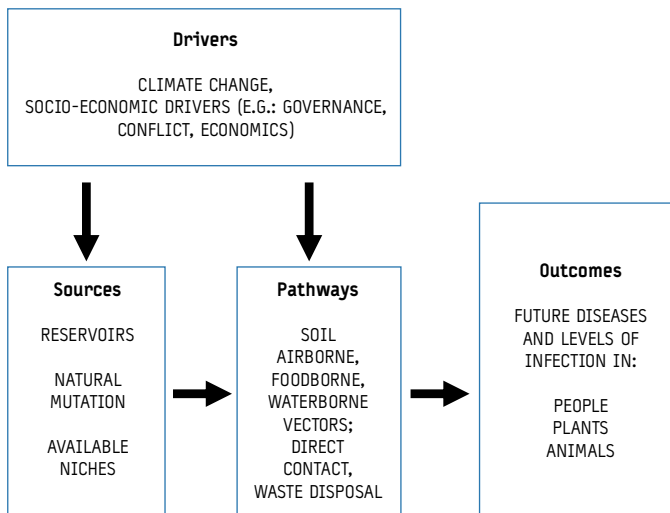 Drivers
CLIMATE CHANGE,
SOCIO-ECONOMIC DRIVERS (E.G.: GOVERNANCE,
CONFLICT, ECONOMICS)
Sources
RESERVOIRS
NATURAL
MUTATION
AVAILABLE
NICHES
Pathways
SOIL
AIRBORNE,
FOODBORNE,
WATERBORNE
VECTORS;
DIRECT
CONTACT,
WASTE DISPOSAL
Outcomes
FUTURE DISEASES
AND LEVELS OF
INFECTION IN:
PEOPLE
PLANTS
ANIMALS